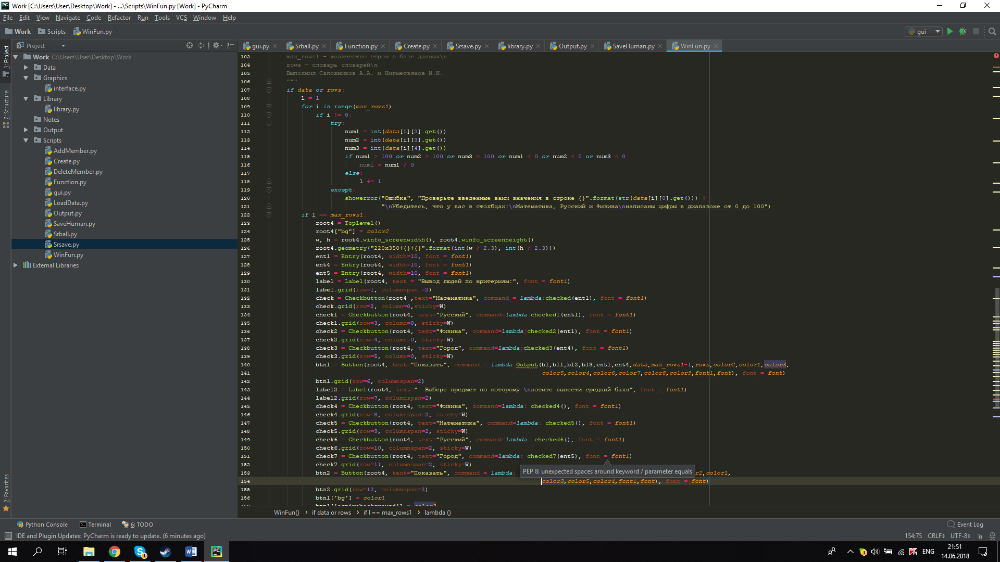 Work [C:\Users\User\Desktop\Work] - ...\Scripts\WinFun.py [Work] - PyCharm
File Edit View Navigate Code Refactor Run Tools VCS Window Help
Work Scripts WinFun.py gui
Project gui.py Srball.py Function.py Create.py Srsave.py library.py Output.py SaveHuman.py WinFun.py
1: Project
7: Structure
2: Favorites
Work C:\Users\User\Desktop\Work
Data
Graphics
interface.py
Library
library.py
Notes
Output
Scripts
AddMember.py
Create.py
DeleteMember.py
Function.py
gui.py
LoadData.py
Output.py
SaveHuman.py
Srball.py
Srsave.py
WinFun.py
External Libraries
103 max_rows1 - количество строк в базе данных\n
104 rows - словарь словарей\n
105 Выполнил Сапожников А.А. и Нигметзянов И.И.
106 """
107 if data or rows:
108 l = 1
109 for i in range(max_rows1):
110 if i != 0:
111 try:
112 num1 = int(data[i][2].get())
113 num2 = int(data[i][3].get())
114 num3 = int(data[i][4].get())
115 if num1 > 100 or num2 > 100 or num3 > 100 or num1 < 0 or num2 < 0 or num3 < 0:
116 num1 = num1 / 0
117 else:
118 l += 1
119 except:
120 showerror("Ошибка", "Проверьте введенные вами значения в строке {}".format(str(data[i][0].get())) +
121 "\nУбедитесь, что у вас в столбцах:\nМатематика, Русский и Физика\nнаписаны цифры в диапазоне от 0 до 100")
122 if l == max_rows1:
123 root4 = Toplevel()
124 root4["bg"] = color2
125 w, h = root4.winfo_screenwidth(), root4.winfo_screenheight()
126 root4.geometry("220x350+{}+{}".format(int(w / 2.3), int(h / 2.3)))
127 ent1 = Entry(root4, width=10, font = font1)
128 ent4 = Entry(root4, width=10, font = font1)
129 ent5 = Entry(root4, width=10, font = font1)
130 label = Label(root4, text = "Вывод людей по критериям:", font = font1)
131 label.grid(row=1, columnspan =2)
132 check = Checkbutton(root4 ,text="Математика", command = lambda:checked(ent1), font = font1)
133 check.grid(row=2, column=0,sticky=W)
134 check1 = Checkbutton(root4, text="Русский", command=lambda:checked1(ent1), font = font1)
135 check1.grid(row=3, column=0, sticky=W)
136 check2 = Checkbutton(root4, text="Физика", command=lambda:checked2(ent1), font = font1)
137 check2.grid(row=4, column=0, sticky=W)
138 check3 = Checkbutton(root4, text="Город", command=lambda:checked3(ent4), font = font1)
139 check3.grid(row=5, column=0, sticky=W)
140 btn1 = Button(root4, text="Показать", command = lambda:Output(bl,bl1,bl2,bl3,ent1,ent4,data,max_rows1-1,rows,color2,color1,color3,
141 color5,color4,color6,color7,color8,color9,font1,font), font = font)
142 btn1.grid(row=6, columnspan=2)
143 label2 = Label(root4, text="  Выбере предмет по которому \nхотите вывести средний балл", font = font1)
144 label2.grid(row=7, columnspan=2)
145 check4 = Checkbutton(root4, text="Физика", command=lambda: checked4(), font = font1)
146 check4.grid(row=8, columnspan=2, sticky=W)
147 check5 = Checkbutton(root4, text="Математика", command=lambda: checked5(), font = font1)
148 check5.grid(row=9, columnspan=2, sticky=W)
149 check6 = Checkbutton(root4, text="Русский", command=lambda: checked6(), font = font1)
150 check6.grid(row=10, columnspan=2, sticky=W)
151 check7 = Checkbutton(root4, text="Город", command=lambda: checked7(ent5), font = font1)
152 check7.grid(row=11, columnspan=2, sticky=W)
153 btn2 = Button(root4, text="Показать", command = lambda: r2,color1,
PEP 8: unexpected spaces around keyword / parameter equals
154 color3,color5,color4,font1,font), font = font)
155 btn2.grid(row=12, columnspan=2)
156 btn1['bg'] = color1
WinFun() › if data or rows › if l == max_rows1 › lambda ()
Python Console Terminal 6: TODO Event Log
IDE and Plugin Updates: PyCharm is ready to update. (6 minutes ago) 154:75 CRLF UTF-8
ENG 21:51
14.06.2018